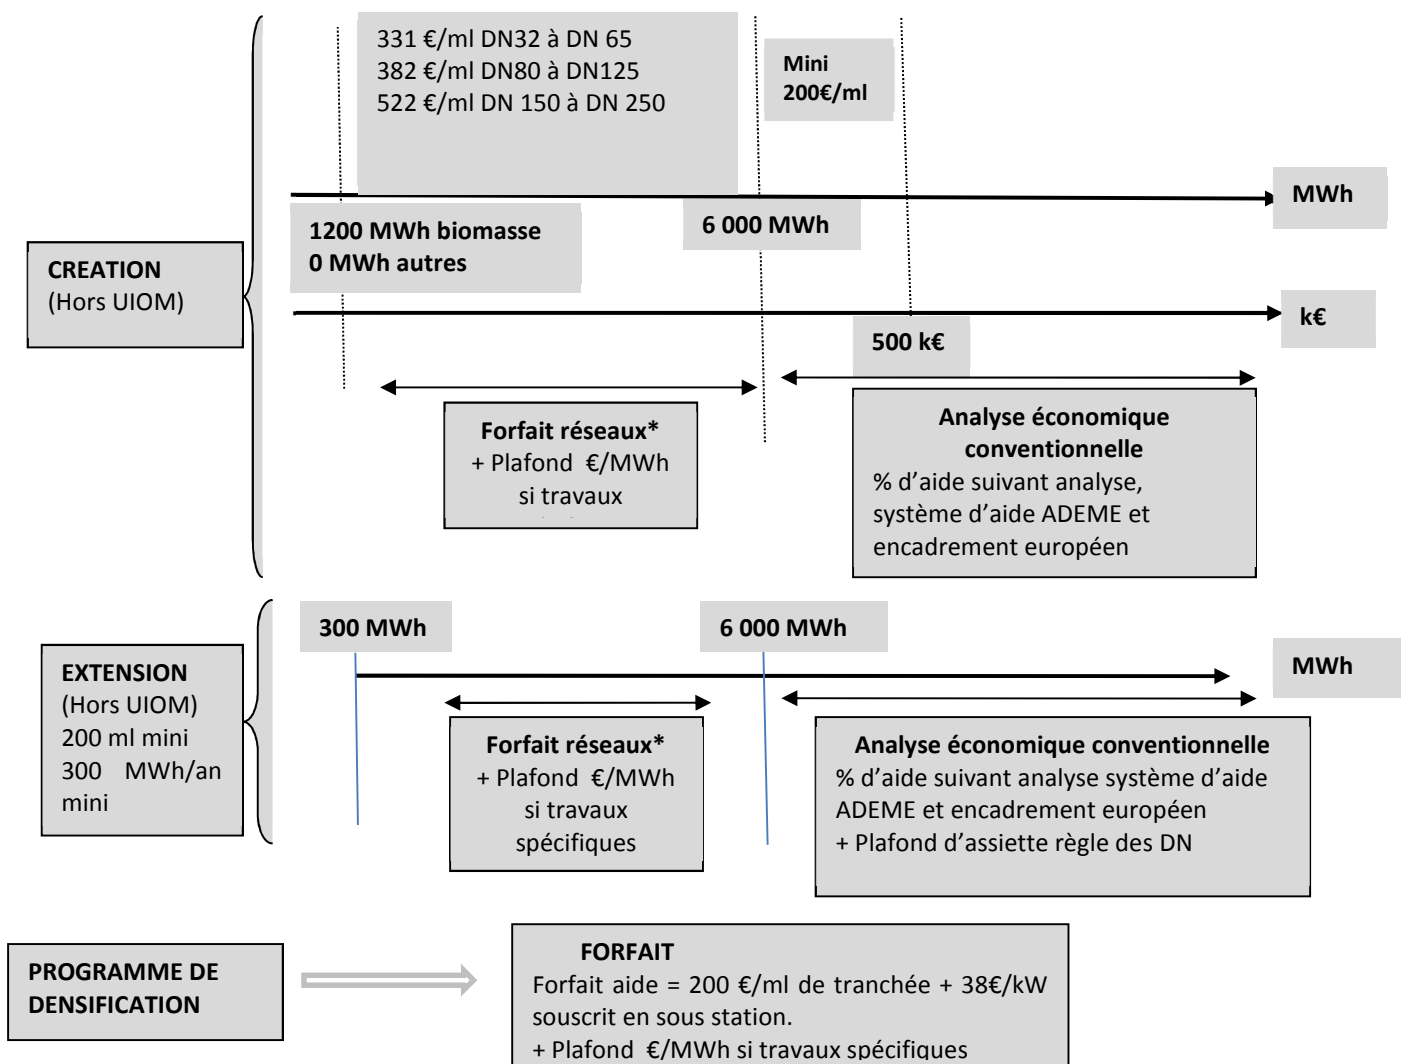 331 €/ml DN32 à DN 65
382 €/ml DN80 à DN125
522 €/ml DN 150 à DN 250
Mini
200€/ml
MWh
1200 MWh biomasse
0 MWh autres
6 000 MWh
CREATION
(Hors UIOM)
k€
500 k€
Forfait réseaux*
+ Plafond €/MWh
si travaux
Analyse économique
conventionnelle
% d'aide suivant analyse,
système d'aide ADEME et
encadrement européen
300 MWh
6 000 MWh
MWh
EXTENSION
(Hors UIOM)
200 ml mini
300 MWh/an
mini
Forfait réseaux*
+ Plafond €/MWh
si travaux
spécifiques
Analyse économique conventionnelle
% d'aide suivant analyse système d'aide
ADEME et encadrement européen
+ Plafond d'assiette règle des DN
PROGRAMME DE
DENSIFICATION
FORFAIT
Forfait aide = 200 €/ml de tranchée + 38€/kW
souscrit en sous station.
+ Plafond €/MWh si travaux spécifiques